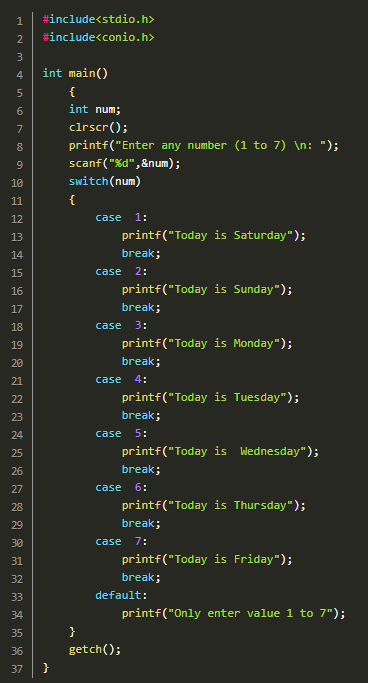 1 #include<stdio.h>
2 #include<conio.h>
3
4 int main()
5 {
6 int num;
7 clrscr();
8 printf("Enter any number (1 to 7) \n: ");
9 scanf("%d",&num);
10 switch(num)
11 {
12 case  1:
13 printf("Today is Saturday");
14 break;
15 case  2:
16 printf("Today is Sunday");
17 break;
18 case  3:
19 printf("Today is Monday");
20 break;
21 case  4:
22 printf("Today is Tuesday");
23 break;
24 case  5:
25 printf("Today is  Wednesday");
26 break;
27 case  6:
28 printf("Today is Thursday");
29 break;
30 case  7:
31 printf("Today is Friday");
32 break;
33 default:
34 printf("Only enter value 1 to 7");
35 }
36 getch();
37 }